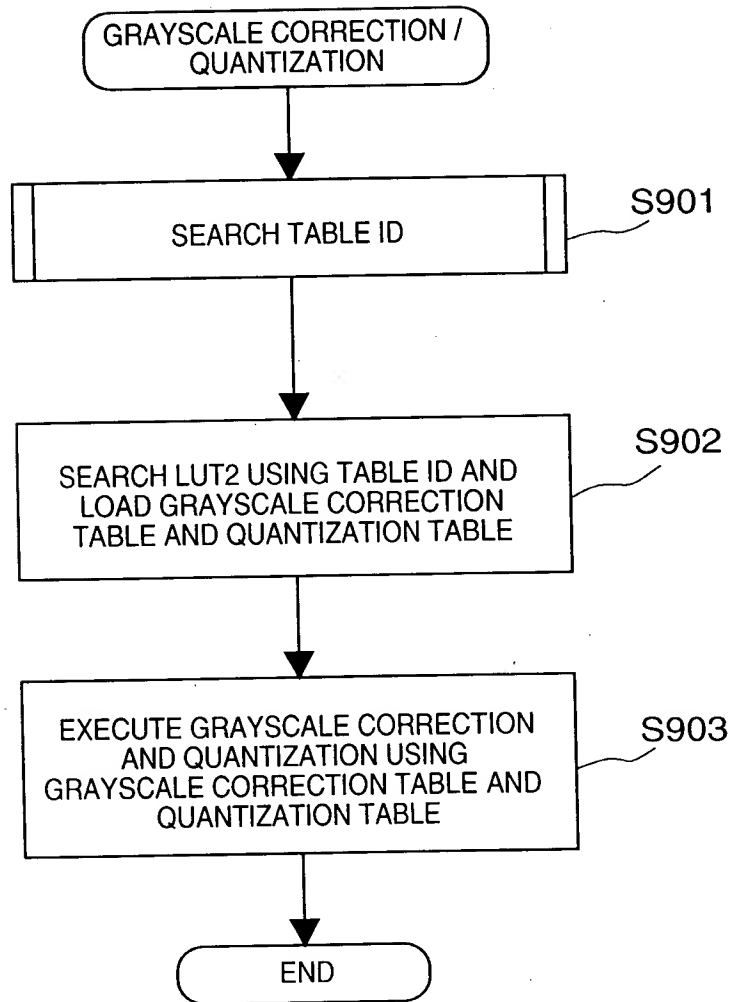 GRAYSCALE CORRECTION /
QUANTIZATION
SEARCH TABLE ID
S901
SEARCH LUT2 USING TABLE ID AND
LOAD GRAYSCALE CORRECTION
TABLE AND QUANTIZATION TABLE
S902
EXECUTE GRAYSCALE CORRECTION
AND QUANTIZATION USING
GRAYSCALE CORRECTION TABLE AND
QUANTIZATION TABLE
S903
END